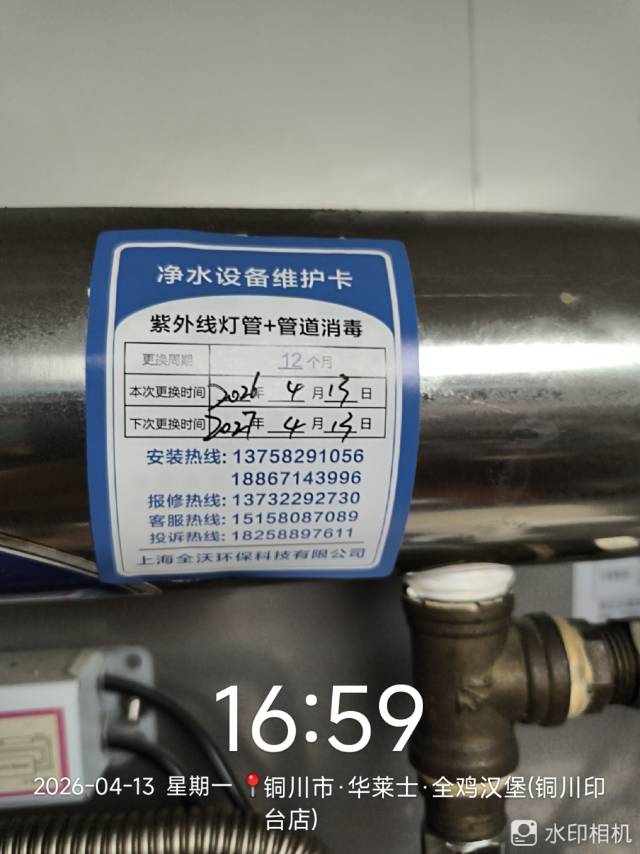 净水设备维护卡
紫外线灯管+管道消毒
更换周期 12个月
本次更换时间 2026年 4月13日
下次更换时间 2027年 4月13日
安装热线: 13758291056
18867143996
报修热线: 13732292730
客服热线: 15158087089
投诉热线: 18258897611
上海全沃环保科技有限公司
16:59
2026-04-13 星期一 铜川市·华莱士·全鸡汉堡(铜川印
台店)
水印相机